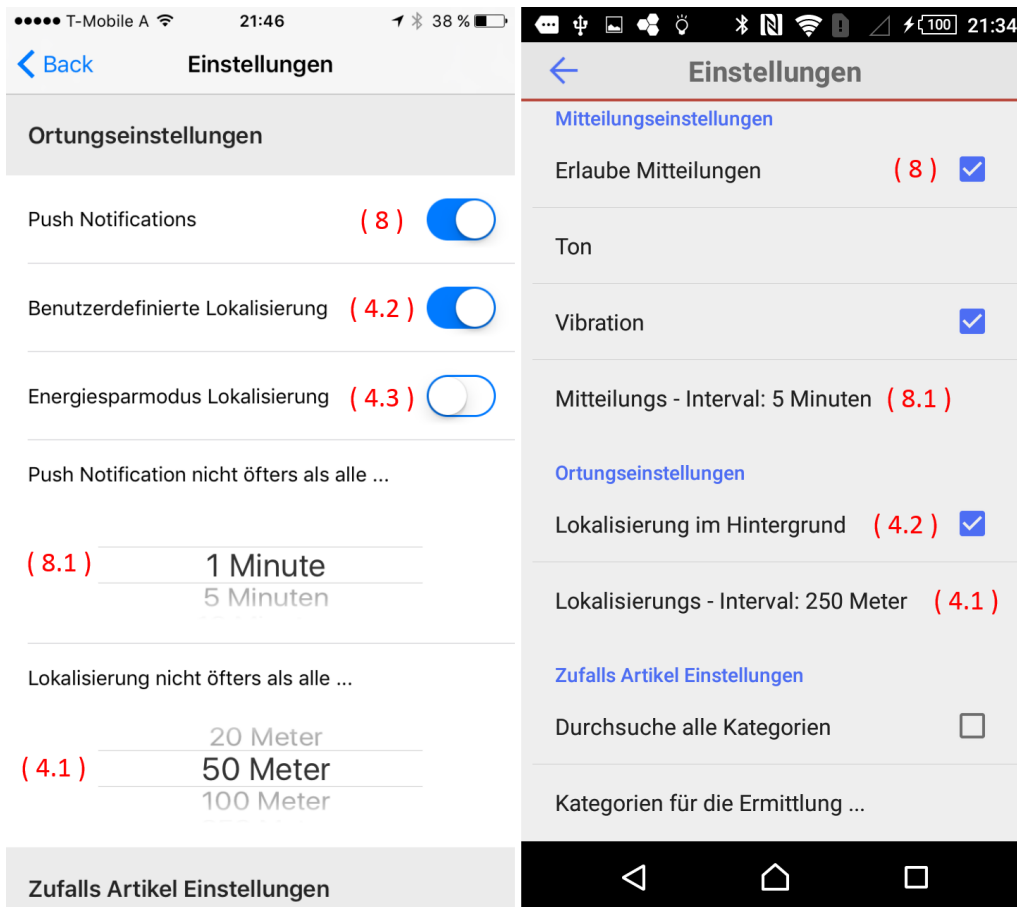 T-Mobile A 21:46 38 %
Back Einstellungen
Ortungseinstellungen
Push Notifications ( 8 )
Benutzerdefinierte Lokalisierung ( 4.2 )
Energiesparmodus Lokalisierung ( 4.3 )
Push Notification nicht öfters als alle ...
( 8.1 ) 1 Minute
5 Minuten
Lokalisierung nicht öfters als alle ...
20 Meter
( 4.1 ) 50 Meter
100 Meter
Zufalls Artikel Einstellungen
100 21:34
Einstellungen
Mitteilungseinstellungen
Erlaube Mitteilungen ( 8 )
Ton
Vibration
Mitteilungs - Interval: 5 Minuten ( 8.1 )
Ortungseinstellungen
Lokalisierung im Hintergrund ( 4.2 )
Lokalisierungs - Interval: 250 Meter ( 4.1 )
Zufalls Artikel Einstellungen
Durchsuche alle Kategorien
Kategorien für die Ermittlung ...